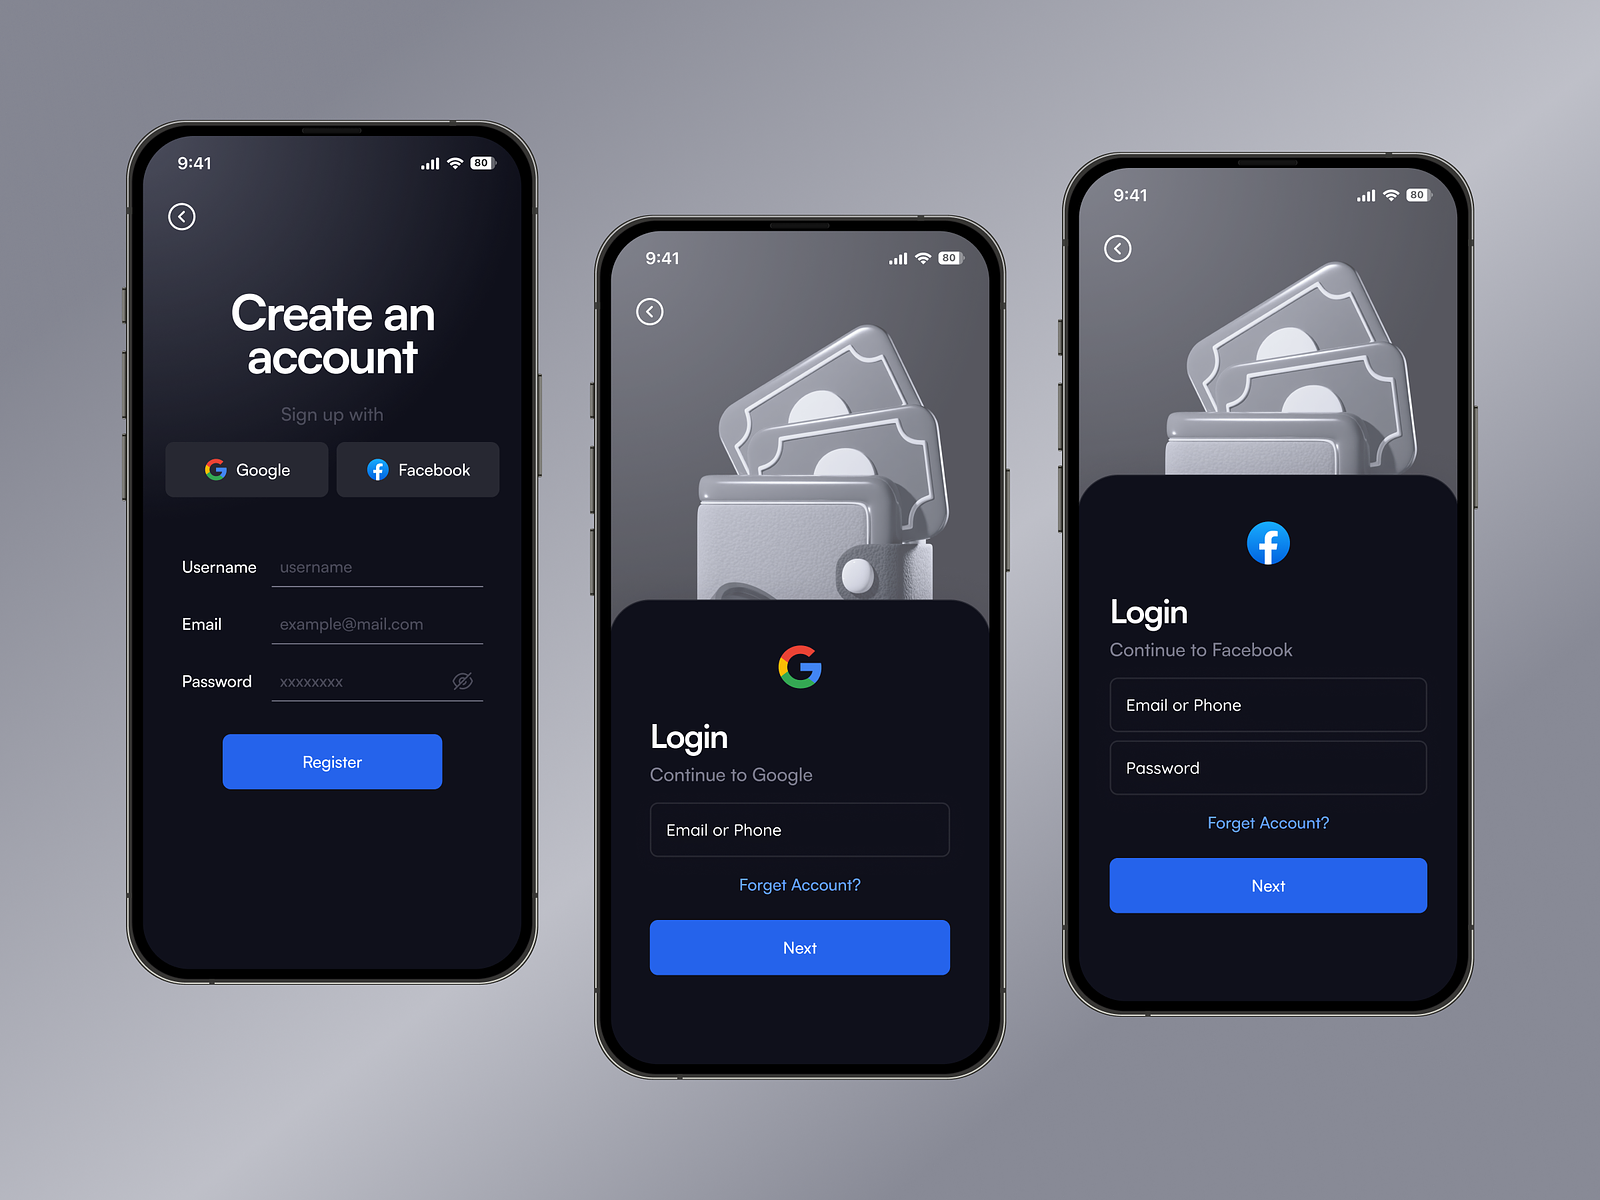 9:41
80
Create an
account
Sign up with
Google
Facebook
Username
username
Email
example@mail.com
Password
xxxxxxxx
Register
9:41
80
Login
Continue to Google
Email or Phone
Forget Account?
Next
9:41
80
Login
Continue to Facebook
Email or Phone
Password
Forget Account?
Next